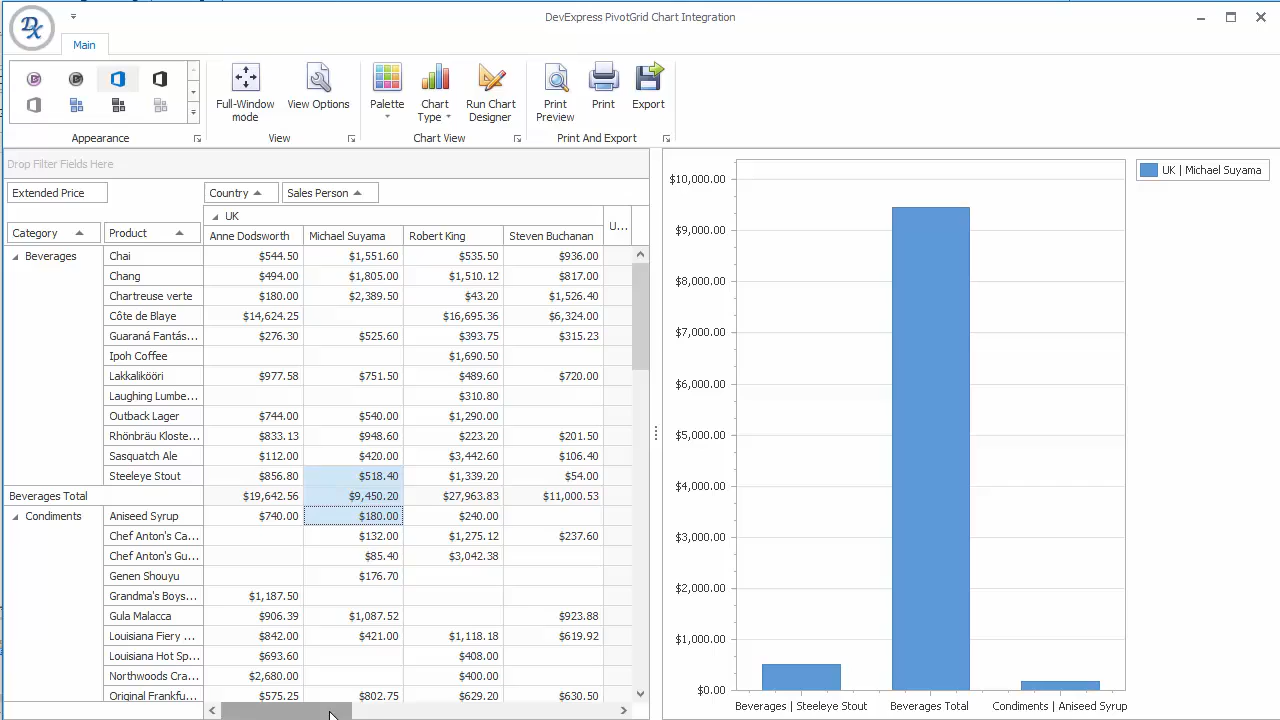 DevExpress PivotGrid Chart Integration
Main
Full-Window mode
View Options
Palette
Chart Type
Run Chart Designer
Print Preview
Print
Export
Appearance
View
Chart View
Print And Export
Drop Filter Fields Here
Extended Price
Country
Sales Person
UK
U...
Category
Product
Anne Dodsworth Michael Suyama Robert King Steven Buchanan
Beverages Chai $544.50 $1,551.60 $535.50 $936.00
Chang $494.00 $1,805.00 $1,510.12 $817.00
Chartreuse verte $180.00 $2,389.50 $43.20 $1,526.40
Côte de Blaye $14,624.25 $16,695.36 $6,324.00
Guaraná Fantás... $276.30 $525.60 $393.75 $315.23
Ipoh Coffee $1,690.50
Lakkalikööri $977.58 $751.50 $489.60 $720.00
Laughing Lumbe... $310.80
Outback Lager $744.00 $540.00 $1,290.00
Rhönbräu Kloste... $833.13 $948.60 $223.20 $201.50
Sasquatch Ale $112.00 $420.00 $3,442.60 $106.40
Steeleye Stout $856.80 $518.40 $1,339.20 $54.00
Beverages Total $19,642.56 $9,450.20 $27,963.83 $11,000.53
Condiments Aniseed Syrup $740.00 $180.00 $240.00
Chef Anton's Ca... $132.00 $1,275.12 $237.60
Chef Anton's Gu... $85.40 $3,042.38
Genen Shouyu $176.70
Grandma's Boys... $1,187.50
Gula Malacca $906.39 $1,087.52 $923.88
Louisiana Fiery ... $842.00 $421.00 $1,118.18 $619.92
Louisiana Hot Sp... $693.60 $408.00
Northwoods Cra... $2,680.00 $400.00
Original Frankfu... $575.25 $802.75 $629.20 $630.50
$10,000.00
$9,000.00
$8,000.00
$7,000.00
$6,000.00
$5,000.00
$4,000.00
$3,000.00
$2,000.00
$1,000.00
$0.00
Beverages | Steeleye Stout
Beverages Total
Condiments | Aniseed Syrup
UK | Michael Suyama